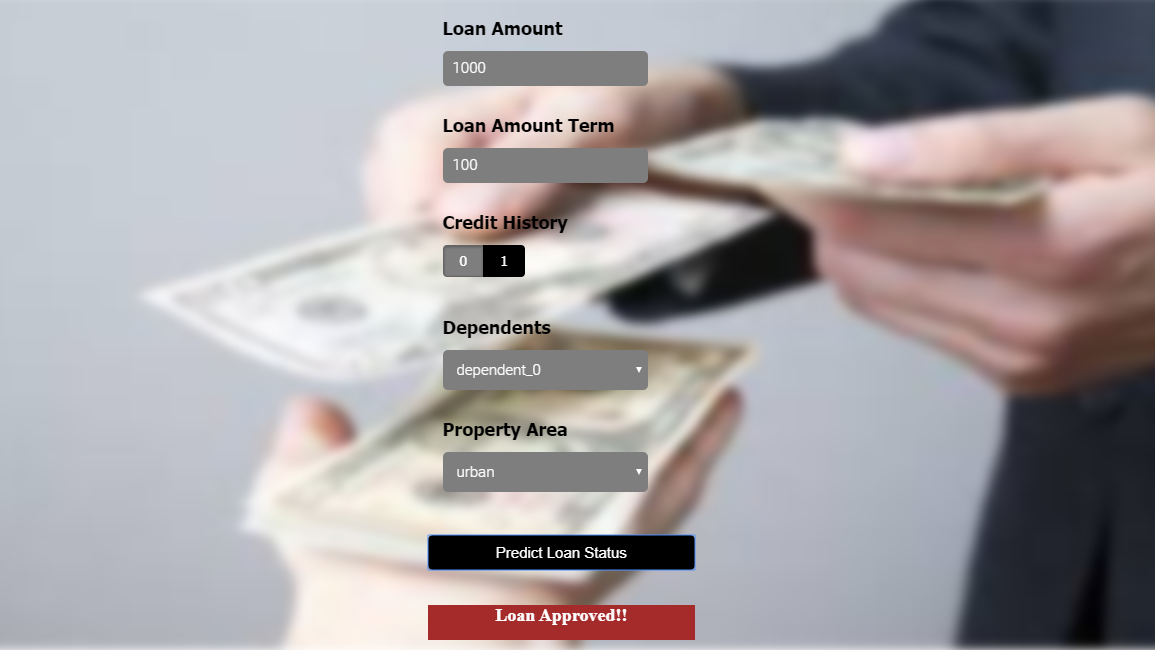 Loan Amount
1000
Loan Amount Term
100
Credit History
0 1
Dependents
dependent_0
Property Area
urban
Predict Loan Status
Loan Approved!!